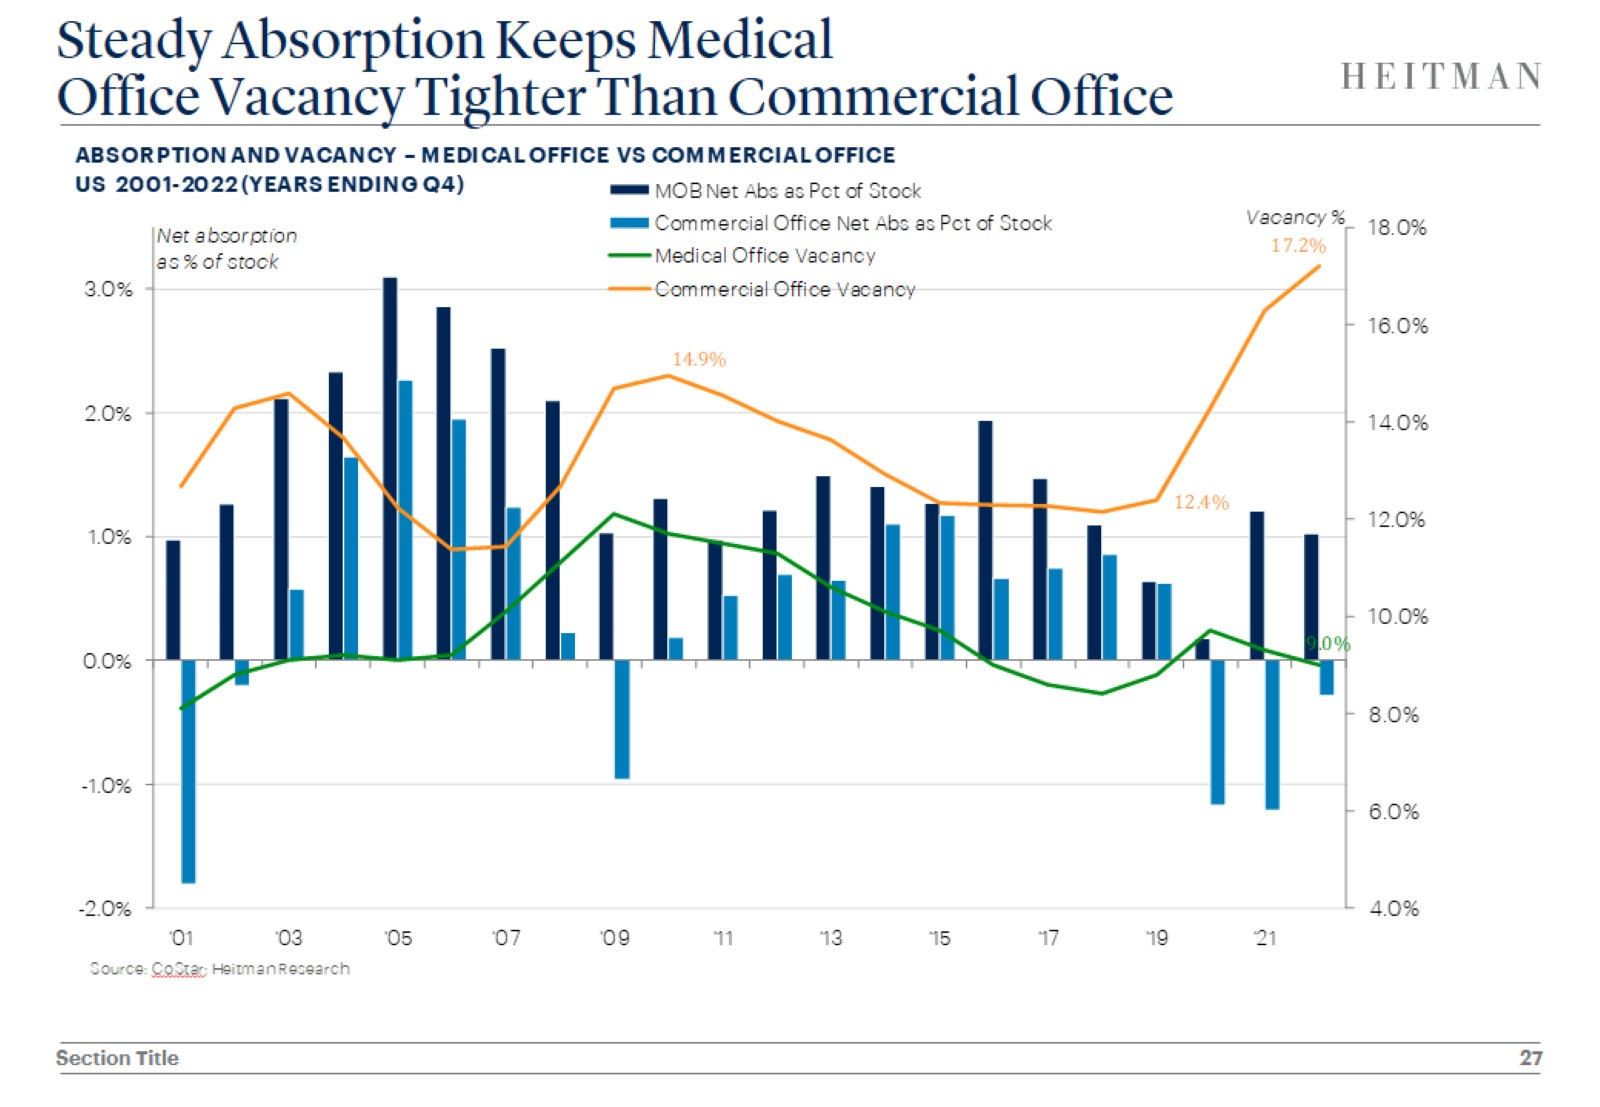 Steady Absorption Keeps Medical
Office Vacancy Tighter Than Commercial Office
HEITMAN
ABSORPTION AND VACANCY – MEDICAL OFFICE VS COMMERCIAL OFFICE
US 2001-2022 (YEARS ENDING Q4)
MOB Net Abs as Pct of Stock
Commercial Office Net Abs as Pct of Stock
Medical Office Vacancy
Commercial Office Vacancy
Net absorption
as % of stock
Vacancy %
3.0%
2.0%
1.0%
0.0%
-1.0%
-2.0%
18.0%
16.0%
14.0%
12.0%
10.0%
8.0%
6.0%
4.0%
17.2%
14.9%
12.4%
9.0%
'01 '03 '05 '07 '09 '11 '13 '15 '17 '19 '21
Source: CoStar; Heitman Research
Section Title
27